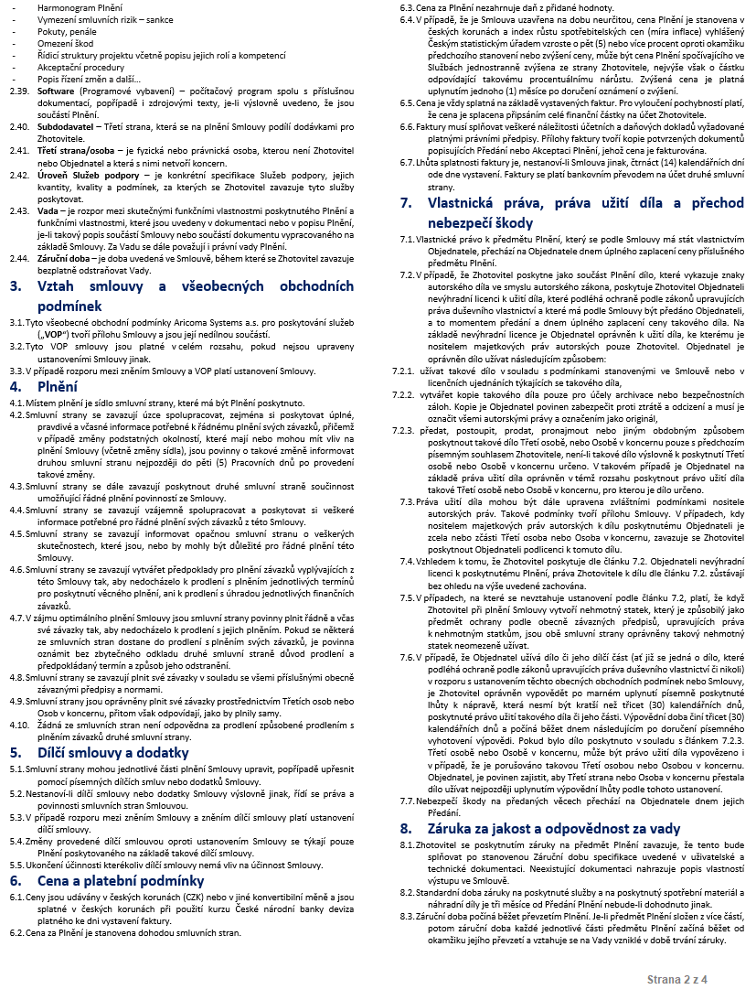 - Harmonogram Plnění
- Vymezení smluvních rizik – sankce
- Pokuty, penále
- Omezení škod
- Řídicí struktury projektu včetně popisu jejich rolí a kompetencí
- Akceptační procedury
- Popis řízení změn a další…
2.39. Software (Programové vybavení) – počítačový program spolu s příslušnou
dokumentací, popřípadě i zdrojovými texty, je-li výslovně uvedeno, že jsou
součástí Plnění.
2.40. Subdodavatel – Třetí strana, která se na plnění Smlouvy podílí dodávkami pro
Zhotovitele.
2.41. Třetí strana/osoba – je fyzická nebo právnická osoba, kterou není Zhotovitel
nebo Objednatel a která s nimi netvoří koncern.
2.42. Úroveň Služeb podpory – je konkrétní specifikace Služeb podpory, jejich
kvantity, kvality a podmínek, za kterých se Zhotovitel zavazuje tyto služby
poskytovat.
2.43. Vada – je rozpor mezi skutečnými funkčními vlastnostmi poskytnutého Plnění a
funkčními vlastnostmi, které jsou uvedeny v dokumentaci nebo v popisu Plnění,
je-li takový popis součástí Smlouvy nebo součástí dokumentu vypracovaného na
základě Smlouvy. Za Vadu se dále považují i právní vady Plnění.
2.44. Záruční doba – je doba uvedená ve Smlouvě, během které se Zhotovitel zavazuje
bezplatně odstraňovat Vady.
3. Vztah smlouvy a všeobecných obchodních
podmínek
3.1. Tyto všeobecné obchodní podmínky Aricoma Systems a.s. pro poskytování služeb
(„VOP“) tvoří přílohu Smlouvy a jsou její nedílnou součástí.
3.2. Tyto VOP smlouvy jsou platné v celém rozsahu, pokud nejsou upraveny
ustanoveními Smlouvy jinak.
3.3. V případě rozporu mezi zněním Smlouvy a VOP platí ustanovení Smlouvy.
4. Plnění
4.1. Místem plnění je sídlo smluvní strany, které má být Plnění poskytnuto.
4.2. Smluvní strany se zavazují úzce spolupracovat, zejména si poskytovat úplné,
pravdivé a včasné informace potřebné k řádnému plnění svých závazků, přičemž
v případě změny podstatných okolností, které mají nebo mohou mít vliv na
plnění Smlouvy (včetně změny sídla), jsou povinny o takové změně informovat
druhou smluvní stranu nejpozději do pěti (5) Pracovních dnů po provedení
takové změny.
4.3. Smluvní strany se dále zavazují poskytnout druhé smluvní straně součinnost
umožňující řádné plnění povinností ze Smlouvy.
4.4. Smluvní strany se zavazují vzájemně spolupracovat a poskytovat si veškeré
informace potřebné pro řádné plnění svých závazků z této Smlouvy.
4.5. Smluvní strany se zavazují informovat opačnou smluvní stranu o veškerých
skutečnostech, které jsou, nebo by mohly být důležité pro řádné plnění této
Smlouvy.
4.6. Smluvní strany se zavazují vytvářet předpoklady pro plnění závazků vyplývajících z
této Smlouvy tak, aby nedocházelo k prodlení s plněním jednotlivých termínů
pro poskytnutí věcného plnění, ani k prodlení s úhradou jednotlivých finančních
závazků.
4.7. V zájmu optimálního plnění Smlouvy jsou smluvní strany povinny plnit řádně a včas
své závazky tak, aby nedocházelo k prodlení s jejich plněním. Pokud se některá
ze smluvních stran dostane do prodlení s plněním svých závazků, je povinna
oznámit bez zbytečného odkladu druhé smluvní straně důvod prodlení a
předpokládaný termín a způsob jeho odstranění.
4.8. Smluvní strany se zavazují plnit své závazky v souladu se všemi příslušnými obecně
závaznými předpisy a normami.
4.9. Smluvní strany jsou oprávněny plnit své závazky prostřednictvím Třetích osob nebo
Osob v koncernu, přitom však odpovídají, jako by plnily samy.
4.10. Žádná ze smluvních stran není odpovědna za prodlení způsobené prodlením s
plněním závazků druhé smluvní strany.
5. Dílčí smlouvy a dodatky
5.1. Smluvní strany mohou jednotlivé části plnění Smlouvy upravit, popřípadě upřesnit
pomocí písemných dílčích smluv nebo dodatků Smlouvy.
5.2. Nestanoví-li dílčí smlouvy nebo dodatky Smlouvy výslovně jinak, řídí se práva a
povinnosti smluvních stran Smlouvou.
5.3. V případě rozporu mezi zněním Smlouvy a zněním dílčí smlouvy platí ustanovení
dílčí smlouvy.
5.4. Změny provedené dílčí smlouvou oproti ustanovením Smlouvy se týkají pouze
Plnění poskytovaného na základě takové dílčí smlouvy.
5.5. Ukončení účinnosti kterékoliv dílčí smlouvy nemá vliv na účinnost Smlouvy.
6. Cena a platební podmínky
6.1. Ceny jsou udávány v českých korunách (CZK) nebo v jiné konvertibilní měně a jsou
splatné v českých korunách při použití kurzu České národní banky deviza
platného ke dni vystavení faktury.
6.2. Cena za Plnění je stanovena dohodou smluvních stran.
6.3. Cena za Plnění nezahrnuje daň z přidané hodnoty.
6.4. V případě, že je Smlouva uzavřena na dobu neurčitou, cena Plnění je stanovena v
českých korunách a index růstu spotřebitelských cen (míra inflace) vyhlášený
Českým statistickým úřadem vzroste o pět (5) nebo více procent oproti okamžiku
předchozího stanovení nebo zvýšení ceny, může být cena Plnění spočívajícího ve
Službách jednostranně zvýšena ze strany Zhotovitele, nejvýše však o částku
odpovídající takovému procentuálnímu nárůstu. Zvýšená cena je platná
uplynutím jednoho (1) měsíce po doručení oznámení o zvýšení.
6.5. Cena je vždy splatná na základě vystavených faktur. Pro vyloučení pochybností platí,
že cena je splacena připsáním celé finanční částky na účet Zhotovitele.
6.6. Faktury musí splňovat veškeré náležitosti účetních a daňových dokladů vyžadované
platnými právními předpisy. Přílohy faktury tvoří kopie potvrzených dokumentů
popisujících Předání nebo Akceptaci Plnění, jehož cena je fakturována.
6.7. Lhůta splatnosti faktury je, nestanoví-li Smlouva jinak, čtrnáct (14) kalendářních dní
ode dne vystavení. Faktury se platí bankovním převodem na účet druhé smluvní
strany.
7. Vlastnická práva, práva užití díla a přechod
nebezpečí škody
7.1. Vlastnické právo k předmětu Plnění, který se podle Smlouvy má stát vlastnictvím
Objednatele, přechází na Objednatele dnem úplného zaplacení ceny příslušného
předmětu Plnění.
7.2. V případě, že Zhotovitel poskytne jako součást Plnění dílo, které vykazuje znaky
autorského díla ve smyslu autorského zákona, poskytuje Zhotovitel Objednateli
nevýhradní licenci k užití díla, které podléhá ochraně podle zákonů upravujících
práva duševního vlastnictví a které má podle Smlouvy být předáno Objednateli,
a to momentem předání a dnem úplného zaplacení ceny takového díla. Na
základě nevýhradní licence je Objednatel oprávněn k užití díla, ke kterému je
nositelem majetkových práv autorských pouze Zhotovitel. Objednatel je
oprávněn dílo užívat následujícím způsobem:
7.2.1. užívat takové dílo v souladu s podmínkami stanovenými ve Smlouvě nebo v
licenčních ujednáních týkajících se takového díla,
7.2.2. vytvářet kopie takového díla pouze pro účely archivace nebo bezpečnostních
záloh. Kopie je Objednatel povinen zabezpečit proti ztrátě a odcizení a musí je
označit všemi autorskými právy a označením jako originál,
7.2.3. předat, postoupit, prodat, pronajmout nebo jiným obdobným způsobem
poskytnout takové dílo Třetí osobě, nebo Osobě v koncernu pouze s předchozím
písemným souhlasem Zhotovitele, není-li takové dílo výslovně k poskytnutí Třetí
osobě nebo Osobě v koncernu určeno. V takovém případě je Objednatel na
základě práva užití díla oprávněn v témž rozsahu poskytnout právo užití díla
takové Třetí osobě nebo Osobě v koncernu, pro kterou je dílo určeno.
7.3. Práva užití díla mohou být dále upravena zvláštními podmínkami nositele
autorských práv. Takové podmínky tvoří přílohu Smlouvy. V případech, kdy
nositelem majetkových práv autorských k dílu poskytnutému Objednateli je
zcela nebo zčásti Třetí osoba nebo Osoba v koncernu, zavazuje se Zhotovitel
poskytnout Objednateli podlicenci k tomuto dílu.
7.4. Vzhledem k tomu, že Zhotovitel poskytuje dle článku 7.2. Objednateli nevýhradní
licenci k poskytnutému Plnění, práva Zhotovitele k dílu dle článku 7.2. zůstávají
bez ohledu na výše uvedené zachována.
7.5. V případech, na které se nevztahuje ustanovení podle článku 7.2, platí, že když
Zhotovitel při plnění Smlouvy vytvoří nehmotný statek, který je způsobilý jako
předmět ochrany podle obecně závazných předpisů, upravujících práva
k nehmotným statkům, jsou obě smluvní strany oprávněny takový nehmotný
statek neomezeně užívat.
7.6. V případě, že Objednatel užívá dílo či jeho dílčí část (ať již se jedná o dílo, které
podléhá ochraně podle zákonů upravujících práva duševního vlastnictví či nikoli)
v rozporu s ustanovením těchto obecných obchodních podmínek nebo Smlouvy,
je Zhotovitel oprávněn vypovědět po marném uplynutí písemně poskytnuté
lhůty k nápravě, která nesmí být kratší než třicet (30) kalendářních dnů,
poskytnuté právo užití takového díla či jeho části. Výpovědní doba činí třicet (30)
kalendářních dnů a počíná běžet dnem následujícím po doručení písemného
vyhotovení výpovědi. Pokud bylo dílo poskytnuto v souladu s článkem 7.2.3.
Třetí osobě nebo Osobě v koncernu, může být právo užití díla vypovězeno i
v případě, že je porušováno takovou Třetí osobou nebo Osobou v koncernu.
Objednatel, je povinen zajistit, aby Třetí strana nebo Osoba v koncernu přestala
dílo užívat nejpozději uplynutím výpovědní lhůty podle tohoto ustanovení.
7.7. Nebezpečí škody na předaných věcech přechází na Objednatele dnem jejich
Předání.
8. Záruka za jakost a odpovědnost za vady
8.1. Zhotovitel se poskytnutím záruky na předmět Plnění zavazuje, že tento bude
splňovat po stanovenou Záruční dobu specifikace uvedené v uživatelské a
technické dokumentaci. Neexistující dokumentaci nahrazuje popis vlastností
výstupu ve Smlouvě.
8.2. Standardní doba záruky na poskytnuté služby a na poskytnutý spotřební materiál a
náhradní díly je tři měsíce od Předání Plnění nebude-li dohodnuto jinak.
8.3. Záruční doba počíná běžet převzetím Plnění. Je-li předmět Plnění složen z více částí,
potom záruční doba každé jednotlivé části předmětu Plnění začíná běžet od
okamžiku jejího převzetí a vztahuje se na Vady vzniklé v době trvání záruky.
Strana 2 z 4